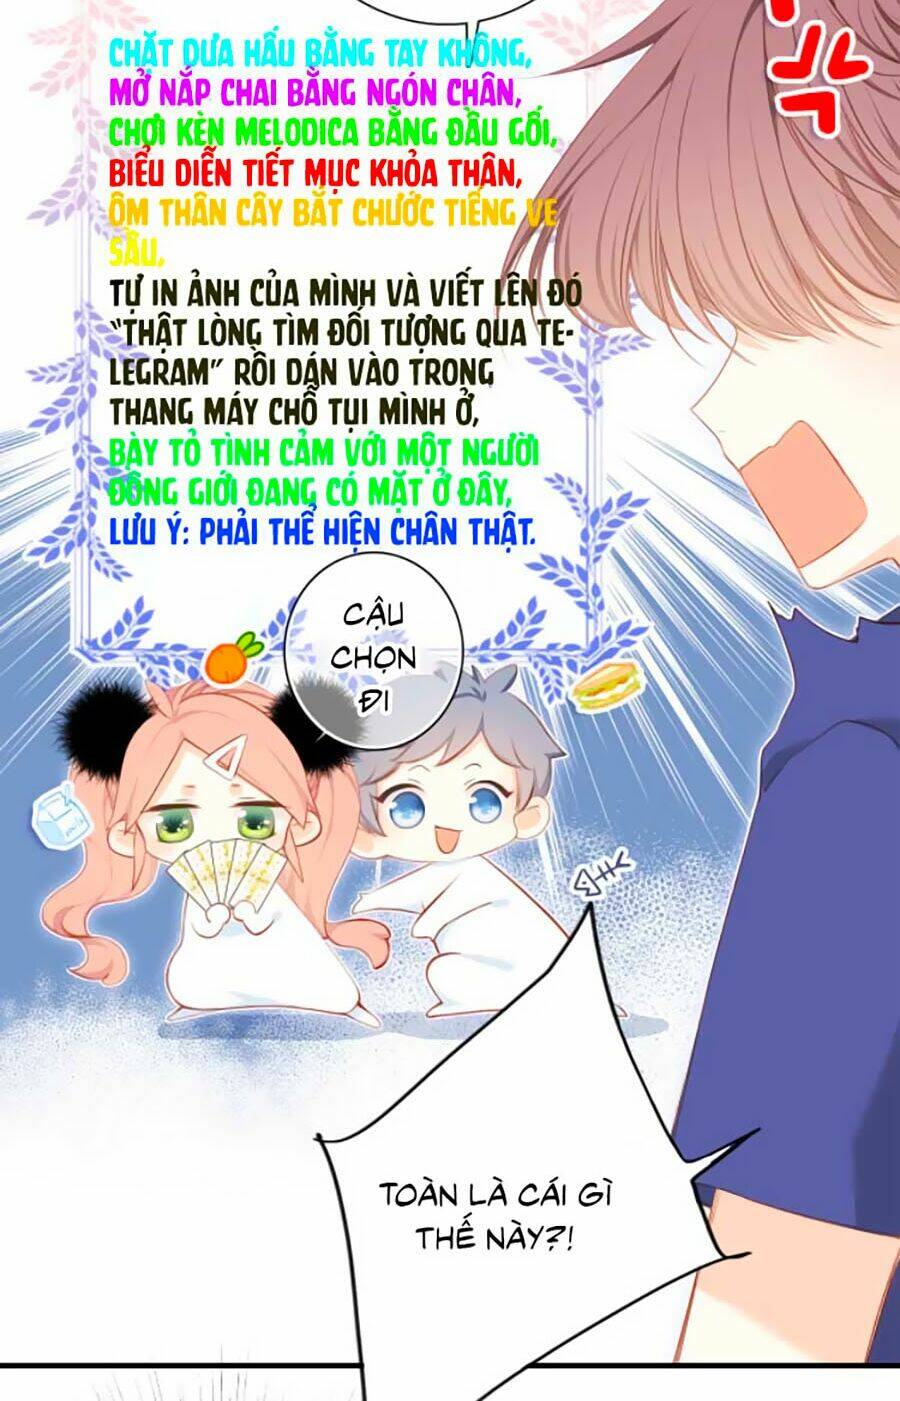 CHẶT DƯA HẤU BẰNG TAY KHÔNG,
MỞ NẮP CHAI BẰNG NGÓN CHÂN,
CHƠI KÈN MELODICA BẰNG ĐẦU GỐI,
BIỂU DIỄN TIẾT MỤC KHỎA THÂN,
ÔM THÂN CÂY BẮT CHƯỚC TIẾNG VE
SẦU,
TỰ IN ẢNH CỦA MÌNH VÀ VIẾT LÊN ĐÓ
"THẬT LÒNG TÌM ĐỐI TƯỢNG QUA TE-
LEGRAM" RỒI DÁN VÀO TRONG
THANG MÁY CHỖ TỤI MÌNH Ở,
BÀY TỎ TÌNH CẢM VỚI MỘT NGƯỜI
ĐỒNG GIỚI ĐANG CÓ MẶT Ở ĐÂY,
LƯU Ý: PHẢI THỂ HIỆN CHÂN THẬT.
CẬU
CHỌN
ĐI
TOÀN LÀ CÁI GÌ
THẾ NÀY?!